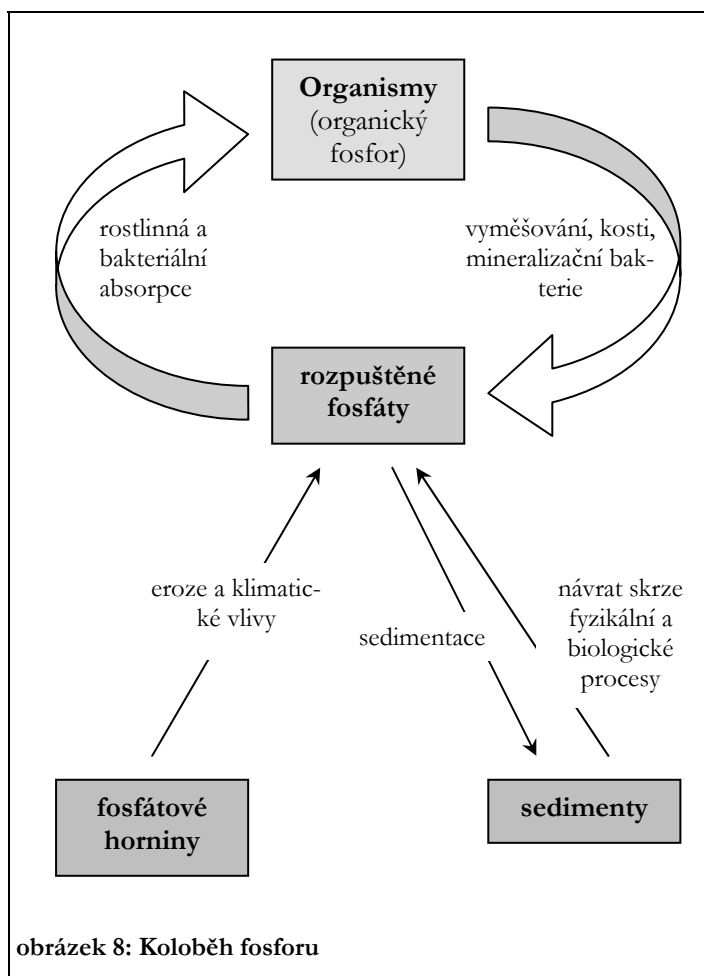 Organismy
(organický
fosfor)
rostlinná a
bakteriální
absorpce
vyměšování, kosti,
mineralizační bak-
terie
rozpuštěné
fosfáty
eroze a klimatic-
ké vlivy
sedimentace
návrat skrze
fyzikální a
biologické
procesy
fosfátové
horniny
sedimenty
obrázek 8: Koloběh fosforu